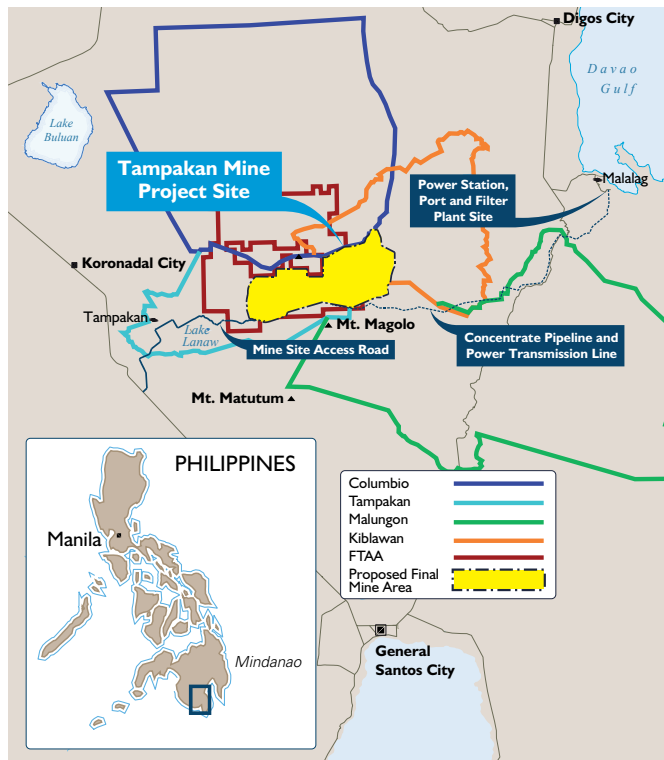 Digos City
Davao
Gulf
Lake
Buluan
Tampakan Mine
Project Site
Power Station,
Port and Filter
Plant Site
Malalag
Koronadal City
Tampakan
Lake
Lanaw
Mt. Magolo
Mine Site Access Road
Concentrate Pipeline and
Power Transmission Line
Mt. Matutum
PHILIPPINES
Manila
Mindanao
Columbio
Tampakan
Malungon
Kiblawan
FTAA
Proposed Final
Mine Area
General
Santos City